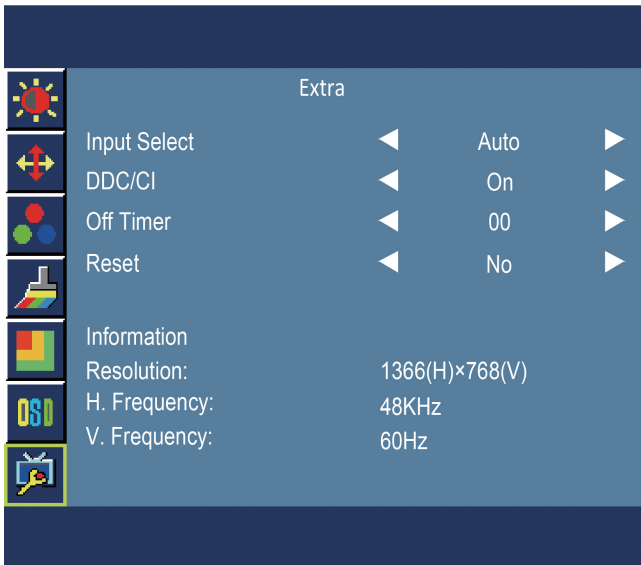 Extra
Input Select Auto
DDC/CI On
Off Timer 00
Reset No
Information
Resolution: 1366(H)×768(V)
H. Frequency: 48KHz
V. Frequency: 60Hz
OSD